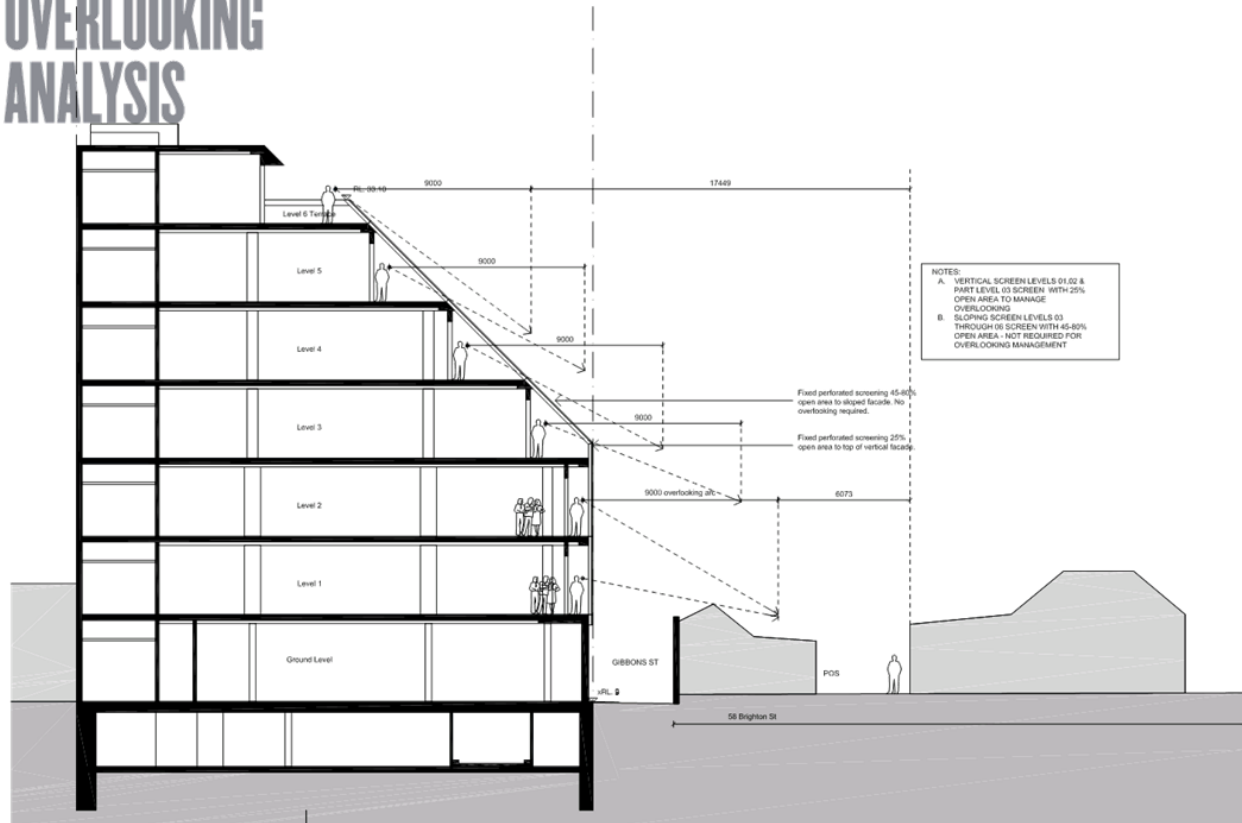 OVERLOOKING
ANALYSIS
RL. 39.10
9000
17449
Level 6 Terrace
Level 5
9000
NOTES:
A. VERTICAL SCREEN LEVELS 01,02 &
PART LEVEL 03 SCREEN WITH 25%
OPEN AREA TO MANAGE
OVERLOOKING
B. SLOPING SCREEN LEVELS 03
THROUGH 06 SCREEN WITH 45-80%
OPEN AREA - NOT REQUIRED FOR
OVERLOOKING MANAGEMENT
Level 4
9000
Fixed perforated screening 45-80%
open area to sloped facade. No
overlooking required.
Level 3
9000
Fixed perforated screening 25%
open area to top of vertical facade.
Level 2
9000 overlooking arc
6073
Level 1
Ground Level
GIBBONS ST
POS
RL.
58 Brighton St